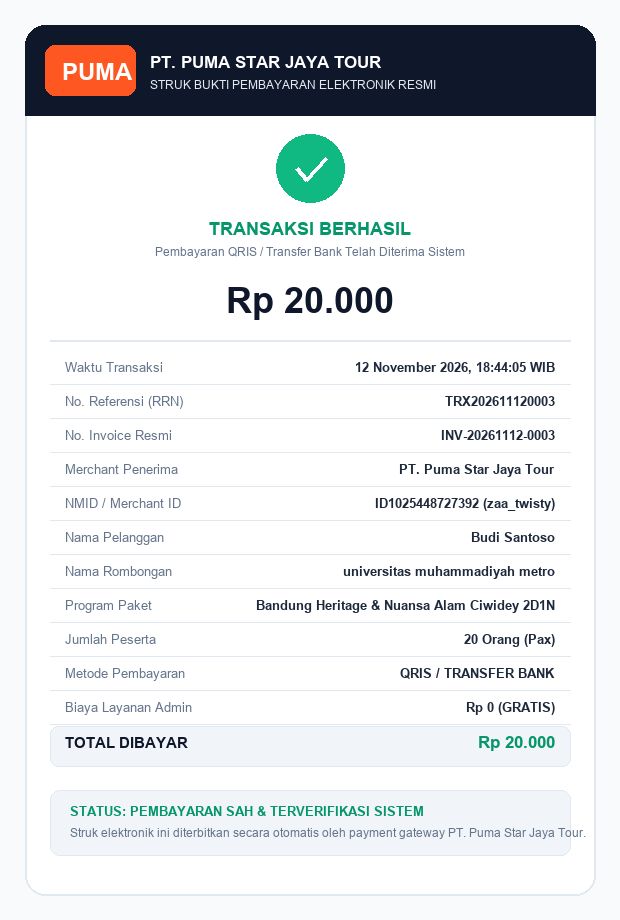 PUMA
PT. PUMA STAR JAYA TOUR
STRUK BUKTI PEMBAYARAN ELEKTRONIK RESMI
TRANSAKSI BERHASIL
Pembayaran QRIS / Transfer Bank Telah Diterima Sistem
Rp 20.000
Waktu Transaksi 12 November 2026, 18:44:05 WIB
No. Referensi (RRN) TRX202611120003
No. Invoice Resmi INV-20261112-0003
Merchant Penerima PT. Puma Star Jaya Tour
NMID / Merchant ID ID1025448727392 (zaa_twisty)
Nama Pelanggan Budi Santoso
Nama Rombongan universitas muhammadiyah metro
Program Paket Bandung Heritage & Nuansa Alam Ciwidey 2D1N
Jumlah Peserta 20 Orang (Pax)
Metode Pembayaran QRIS / TRANSFER BANK
Biaya Layanan Admin Rp 0 (GRATIS)
TOTAL DIBAYAR Rp 20.000
STATUS: PEMBAYARAN SAH & TERVERIFIKASI SISTEM
Struk elektronik ini diterbitkan secara otomatis oleh payment gateway PT. Puma Star Jaya Tour.